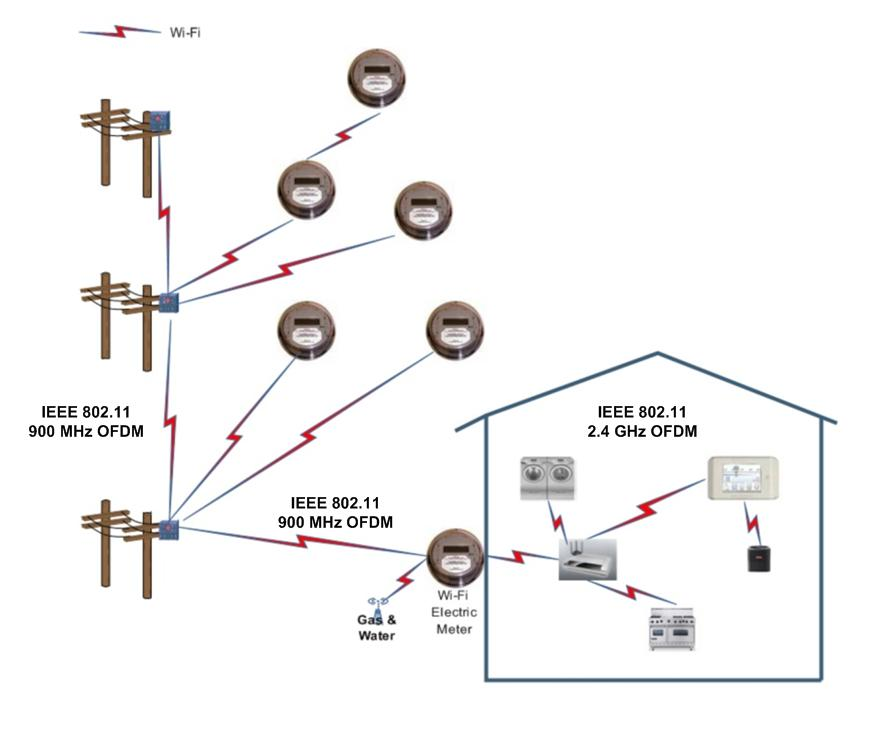 Wi-Fi
IEEE 802.11
900 MHz OFDM
IEEE 802.11
2.4 GHz OFDM
IEEE 802.11
900 MHz OFDM
Wi-Fi
Electric
Meter
Gas &
Water